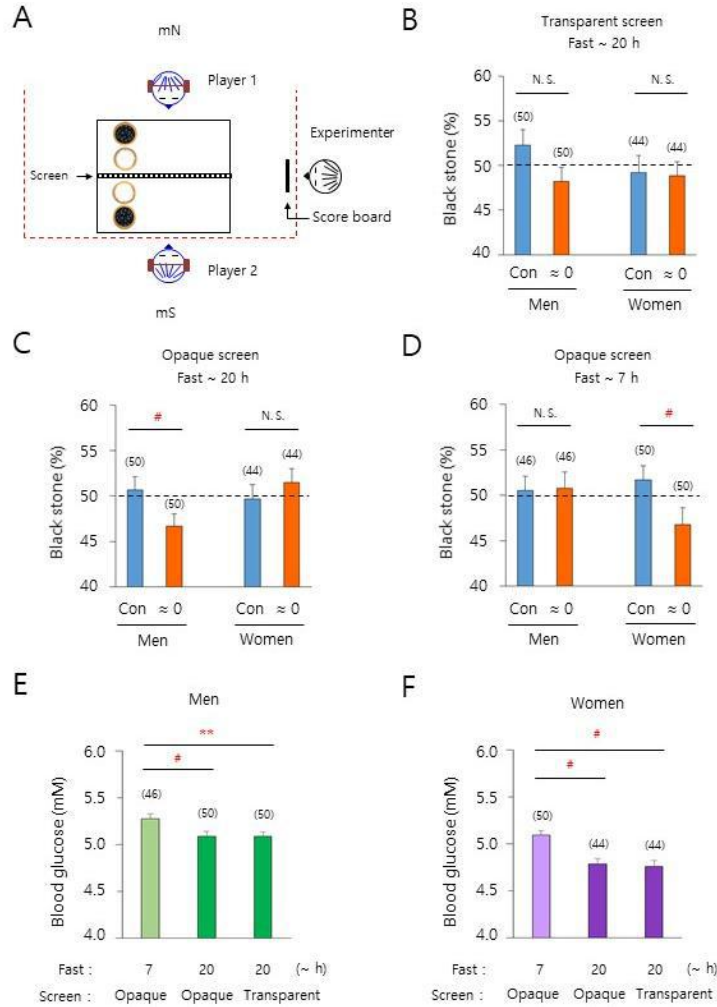 A
mN
Player 1
Experimenter
Screen
Score board
Player 2
mS
B
Transparent screen
Fast ~ 20 h
Black stone (%)
60
55
50
45
40
N. S.
N. S.
(50)
(50)
(44)
(44)
Con ≈ 0
Con ≈ 0
Men
Women
C
Opaque screen
Fast ~ 20 h
Black stone (%)
60
55
50
45
40
#
N. S.
(50)
(50)
(44)
(44)
Con ≈ 0
Con ≈ 0
Men
Women
D
Opaque screen
Fast ~ 7 h
Black stone (%)
60
55
50
45
40
N. S.
#
(46)
(46)
(50)
(50)
Con ≈ 0
Con ≈ 0
Men
Women
E
Men
Blood glucose (mM)
6.0
5.5
5.0
4.5
4.0
**
#
(46)
(50)
(50)
Fast : 7 20 20 (~ h)
Screen : Opaque Opaque Transparent
F
Women
Blood glucose (mM)
6.0
5.5
5.0
4.5
4.0
#
#
(50)
(44)
(44)
Fast : 7 20 20 (~ h)
Screen : Opaque Opaque Transparent